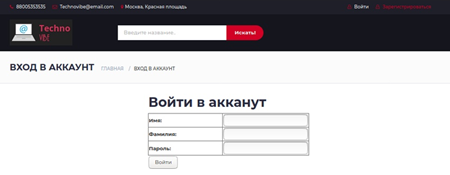 88005353535 Technovibe@email.com Москва, Красная площадь Войти Зарегистрироваться
Techno
Vibe
Введите название... Искать!
ВХОД В АККАУНТ ГЛАВНАЯ / ВХОД В АККАУНТ
Войти в акканут
Имя:
Фамилия:
Пароль:
Войти